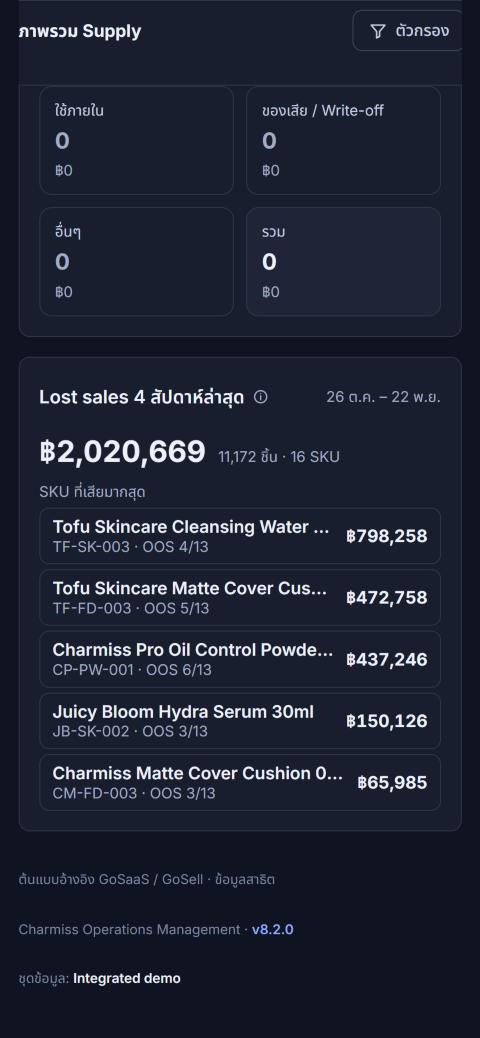 ภาพรวม Supply
ตัวกรอง
ใช้ภายใน
0
฿0
ของเสีย / Write-off
0
฿0
อื่นๆ
0
฿0
รวม
0
฿0
Lost sales 4 สัปดาห์ล่าสุด
26 ต.ค. – 22 พ.ย.
฿2,020,669 11,172 ชิ้น · 16 SKU
SKU ที่เสียมากสุด
Tofu Skincare Cleansing Water ...
TF-SK-003 · OOS 4/13
฿798,258
Tofu Skincare Matte Cover Cus...
TF-FD-003 · OOS 5/13
฿472,758
Charmiss Pro Oil Control Powde...
CP-PW-001 · OOS 6/13
฿437,246
Juicy Bloom Hydra Serum 30ml
JB-SK-002 · OOS 3/13
฿150,126
Charmiss Matte Cover Cushion 0...
CM-FD-003 · OOS 3/13
฿65,985
ต้นแบบอ้างอิง GoSaaS / GoSell · ข้อมูลสาธิต
Charmiss Operations Management · v8.2.0
ชุดข้อมูล: Integrated demo